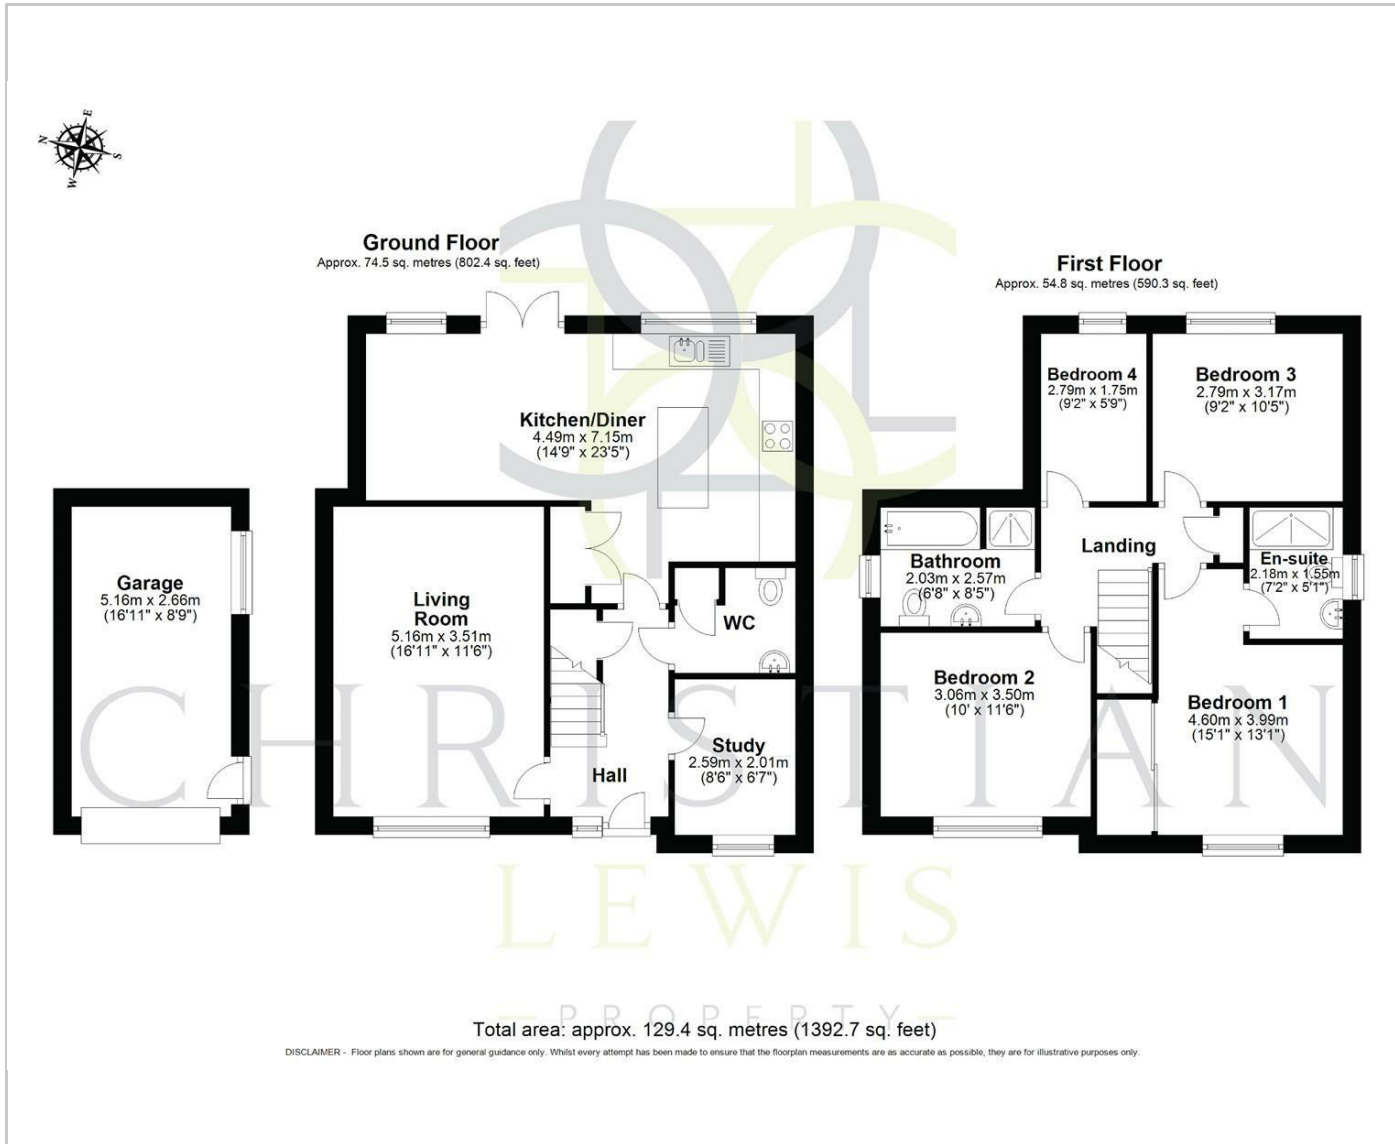 N
E
S
W
Ground Floor
Approx. 74.5 sq. metres (802.4 sq. feet)
First Floor
Approx. 54.8 sq. metres (590.3 sq. feet)
Kitchen/Diner
4.49m x 7.15m
(14'9" x 23'5")
Bedroom 4
2.79m x 1.75m
(9'2" x 5'9")
Bedroom 3
2.79m x 3.17m
(9'2" x 10'5")
Garage
5.16m x 2.66m
(16'11" x 8'9")
Living
Room
5.16m x 3.51m
(16'11" x 11'6")
WC
Study
2.59m x 2.01m
(8'6" x 6'7")
Hall
Bathroom
2.03m x 2.57m
(6'8" x 8'5")
Landing
En-suite
2.18m x 1.55m
(7'2" x 5'1")
Bedroom 2
3.06m x 3.50m
(10' x 11'6")
Bedroom 1
4.60m x 3.99m
(15'1" x 13'1")
CHRISTIAN
LEWIS
PROPERTY
Total area: approx. 129.4 sq. metres (1392.7 sq. feet)
DISCLAIMER - Floor plans shown are for general guidance only. Whilst every attempt has been made to ensure that the floorplan measurements are as accurate as possible, they are for illustrative purposes only.